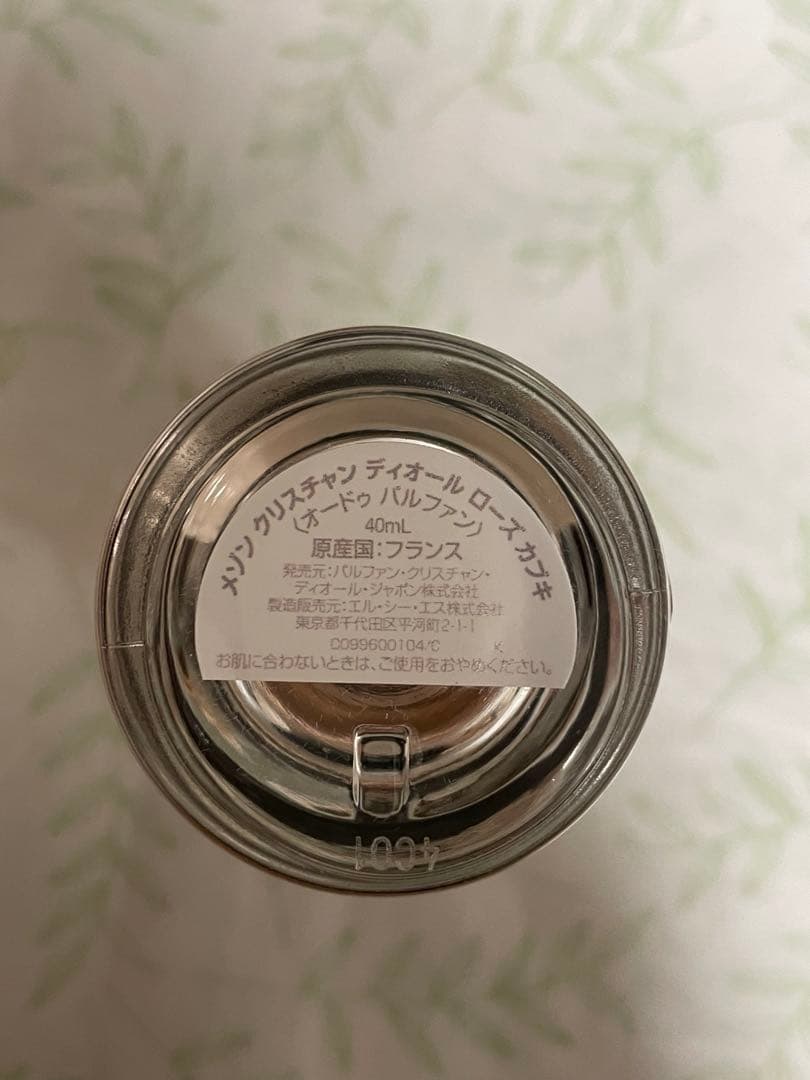 メゾン クリスチャン ディオール ローズ カブキ
(オードゥ パルファン)
40mL
原産国:フランス
発売元:パルファン・クリスチャン・
ディオール・ジャポン株式会社
製造販売元:エル・シー・エス株式会社
東京都千代田区平河町2-1-1
C099600104/C K
お肌に合わないときは、ご使用をおやめください。
4C01